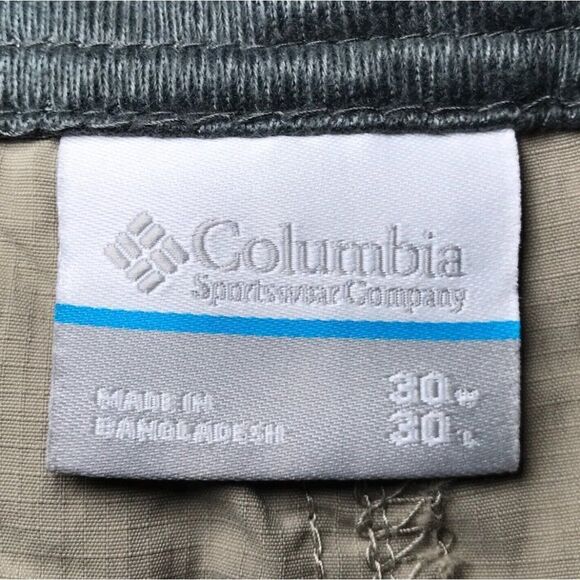 Columbia
Sportswear Company
30 W
MADE IN
30 L
BANGLADESH